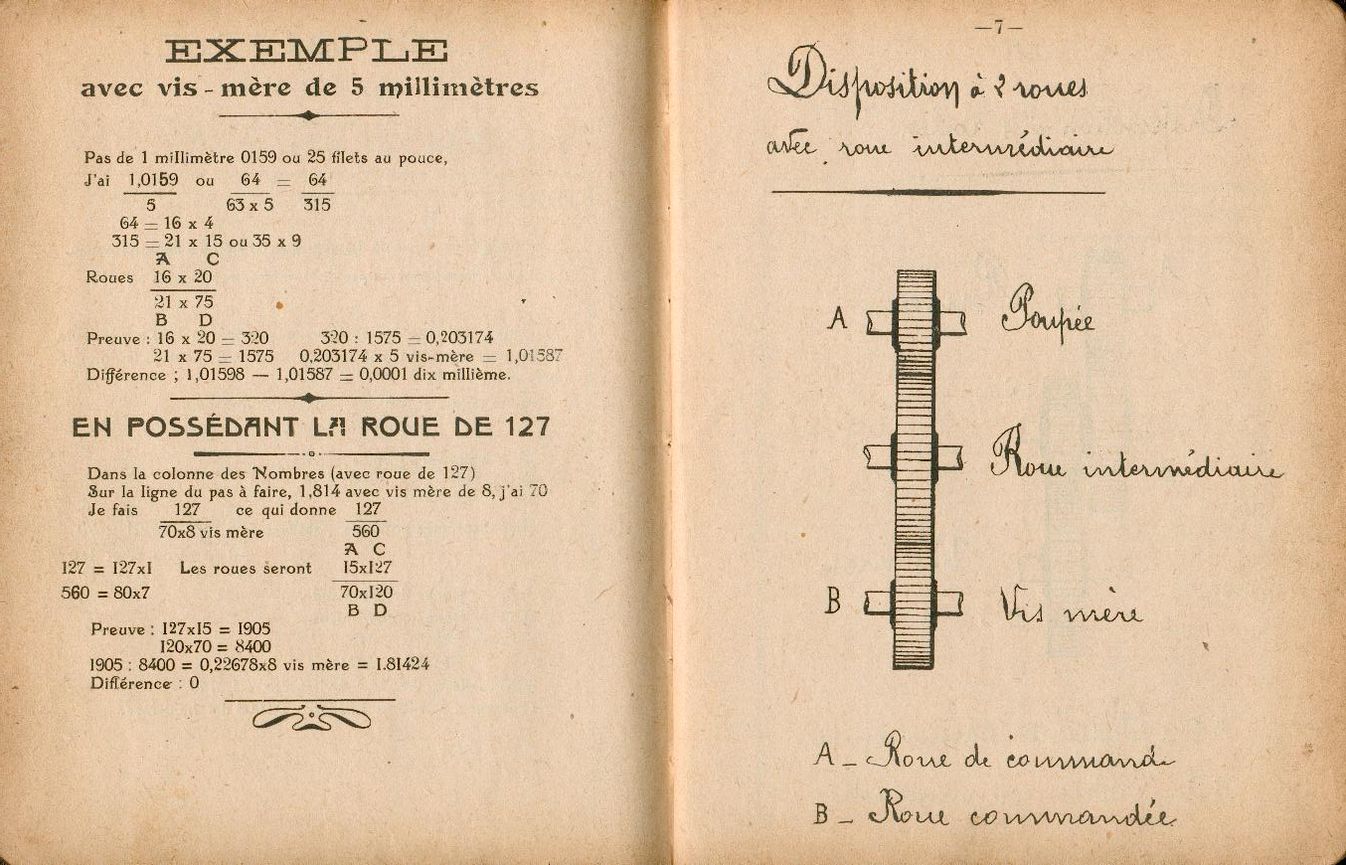 EXEMPLE
avec vis-mère de 5 millimètres
Pas de 1 millimètre 0159 ou 25 filets au pouce,
J'ai 1,0159 ou 64 = 64
5 63 x 5 315
64 = 16 x 4
315 = 21 x 15 ou 35 x 9
A C
Roues 16 x 20
21 x 75
B D
Preuve : 16 x 20 = 320 320 : 1575 = 0,203174
21 x 75 = 1575 0,203174 x 5 vis-mère = 1,01587
Différence ; 1,01598 — 1,01587 = 0,0001 dix millième.
EN POSSÉDANT LA ROUE DE 127
Dans la colonne des Nombres (avec roue de 127)
Sur la ligne du pas à faire, 1,814 avec vis mère de 8, j'ai 70
Je fais 127 ce qui donne 127
70x8 vis mère 560
A C
127 = 127x1 Les roues seront 15x127
560 = 80x7 70x120
B D
Preuve : 127x15 = 1905
120x70 = 8400
1905 : 8400 = 0,22678x8 vis mère = 1.81424
Différence : 0
—7—
Disposition à 2 roues
avec roue intermédiaire
A Poupée
Roue intermédiaire
B Vis mère
A _ Roue de commande
B _ Roue commandée